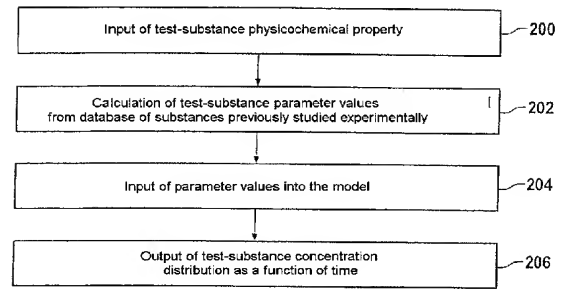 Input of test-substance physicochemical property
200
Calculation of test-substance parameter values
from database of substances previously studied experimentally
202
Input of parameter values into the model
204
Output of test-substance concentration
distribution as a function of time
206